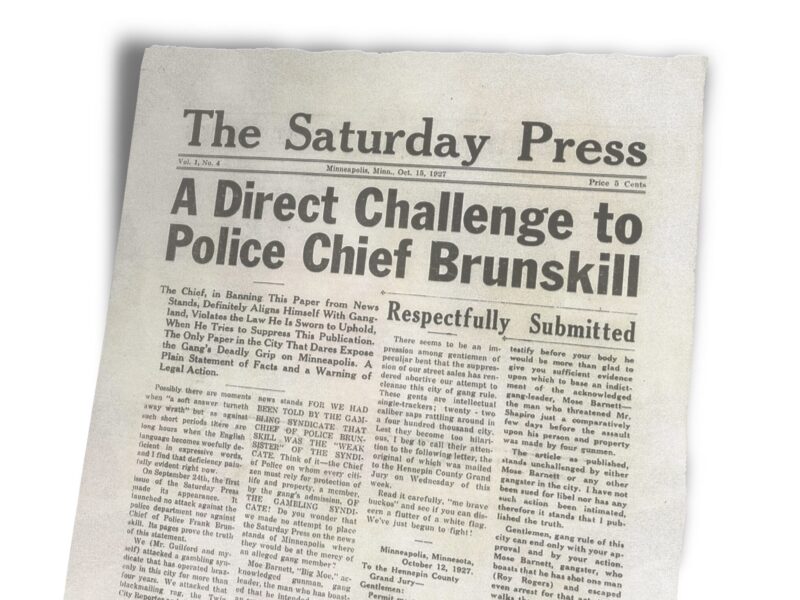 The Saturday Press
Vol. 1, No. 4
Minneapolis, Minn., Oct. 15, 1927
Price 5 Cents
A Direct Challenge to
Police Chief Brunskill
The Chief, in Banning This Paper from News
Stands, Definitely Aligns Himself With Gang-
land, Violates the Law He Is Sworn to Uphold,
When He Tries to Suppress This Publication.
The Only Paper in the City That Dares Expose
the Gang's Deadly Grip on Minneapolis. A
Plain Statement of Facts and a Warning of
Legal Action.
Possibly there are moments
when "a soft answer turneth
away wrath" but as against
such short periods there are
long hours when the English
language becomes woefully de-
ficient in expressive words,
and I find that deficiency pain-
fully evident right now.
On September 24th, the first
issue of the Saturday Press
made its appearance. It
launched no attack against the
police department nor against
Chief of Police Frank Brun-
skill. Its pages prove the truth
of this statement.
We (Mr. Guilford and my-
self) attacked a gambling syn-
dicate that has operated braz-
enly in this city for more than
four years. We attacked that
blackmailing rag, the Twin
City Reporter
news stands FOR WE HAD
BEEN TOLD BY THE GAM-
BLING SYNDICATE THAT
CHIEF OF POLICE BRUN-
SKILL WAS THE "WEAK
SISTER" OF THE SYNDI-
CATE. Think of it—the Chief
of Police on whom every citi-
zen must rely for protection of
life and property, a member,
by the gang's admission, OF
THE GAMBLING SYNDI-
CATE! Do you wonder that
we made no attempt to place
the Saturday Press on the news
stands of Minneapolis where
they would be at the mercy of
an alleged gang member?
Moe Barnett, "Big Moe," ac-
knowledged gunman, gang
leader, the man who has boast-
ed that he intended
Respectfully Submitted
There seems to be an im-
pression among gentlemen of
peculiar bent that the suppres-
sion of our street sales has ren-
dered abortive our attempt to
cleanse this city of gang rule.
These gents are intellectual
single-trackers; twenty-two
caliber saps rattling around in
a four hundred thousand city.
Lest they become too hilari-
ous, I beg to call their atten-
tion to the following letter, the
original of which was mailed
to the Hennepin County Grand
Jury on Wednesday of this
week.
Read it carefully, "me brave
buckos" and see if you can dis-
cern a flutter of a white flag.
We've just begun to fight!
Minneapolis, Minnesota,
October 12, 1927.
To the Hennepin County
Grand Jury—
Gentlemen:
Permit
testify before your body he
would be more than glad to
give you sufficient evidence
upon which to base an indict-
ment of the acknowledged
gang-leader, Mose Barnett—
the man who threatened Mr.
Shapiro just a comparatively
few days before the assault
upon his person and property
was made by four gunmen.
The article as published,
stands unchallenged by either
Mose Barnett or any other
gangster in the city. I have not
been sued for libel nor has any
such action been intimated,
therefore it stands that I pub-
lished the truth.
Gentlemen, gang rule of this
city can end only with your ap-
proval and by your action.
Mose Barnett, gangster, who
boasts that he has shot one man
(Roy Rogers) and escaped
even arrest for that
walks the